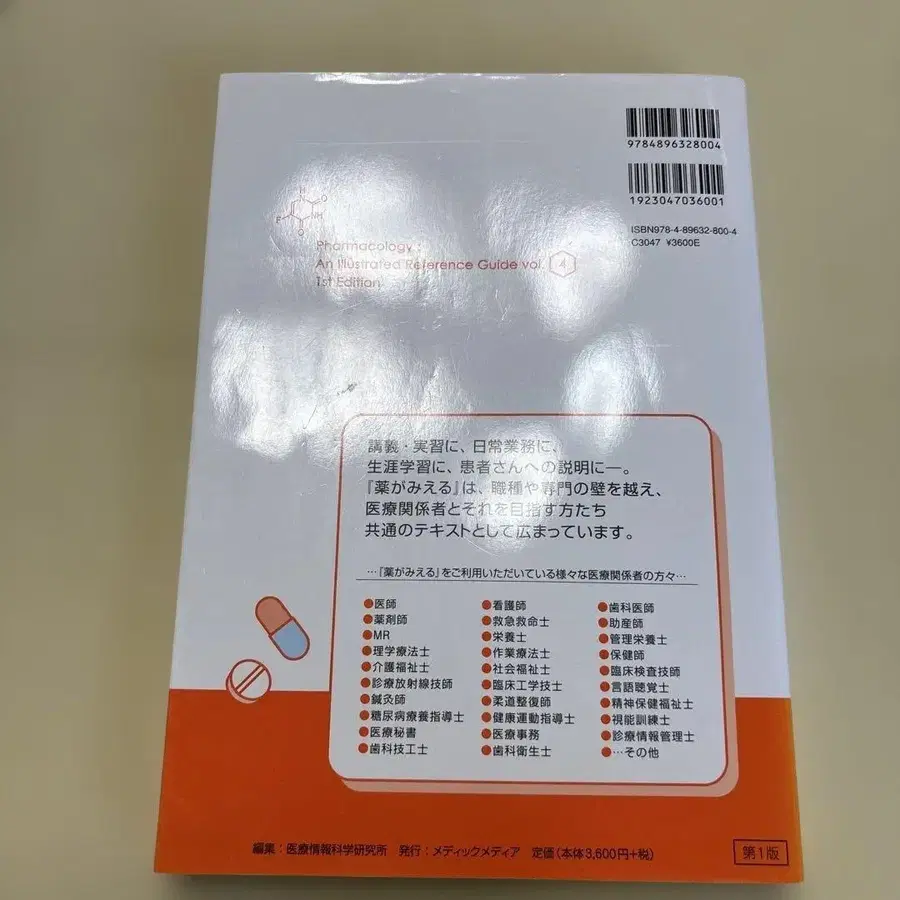 9784896328004
1923047036001
ISBN978-4-89632-800-4
C3047 ¥3600E
H
N
O
F
NH
O
Pharmacology :
An Illustrated Reference Guide vol. 4
1st Edition
講義・実習に、日常業務に、
生涯学習に、患者さんへの説明に―。
『薬がみえる』は、職種や専門の壁を越え、
医療関係者とそれを目指す方たち
共通のテキストとして広まっています。
…『薬がみえる』をご利用いただいている様々な医療関係者の方々…
●医師 ●看護師 ●歯科医師
●薬剤師 ●救急救命士 ●助産師
●MR ●栄養士 ●管理栄養士
●理学療法士 ●作業療法士 ●保健師
●介護福祉士 ●社会福祉士 ●臨床検査技師
●診療放射線技師 ●臨床工学技士 ●言語聴覚士
●鍼灸師 ●柔道整復師 ●精神保健福祉士
●糖尿病療養指導士 ●健康運動指導士 ●視能訓練士
●医療秘書 ●医療事務 ●診療情報管理士
●歯科技工士 ●歯科衛生士 ●…その他
編集：医療情報科学研究所 発行：メディックメディア 定価（本体3,600円+税）
第1版